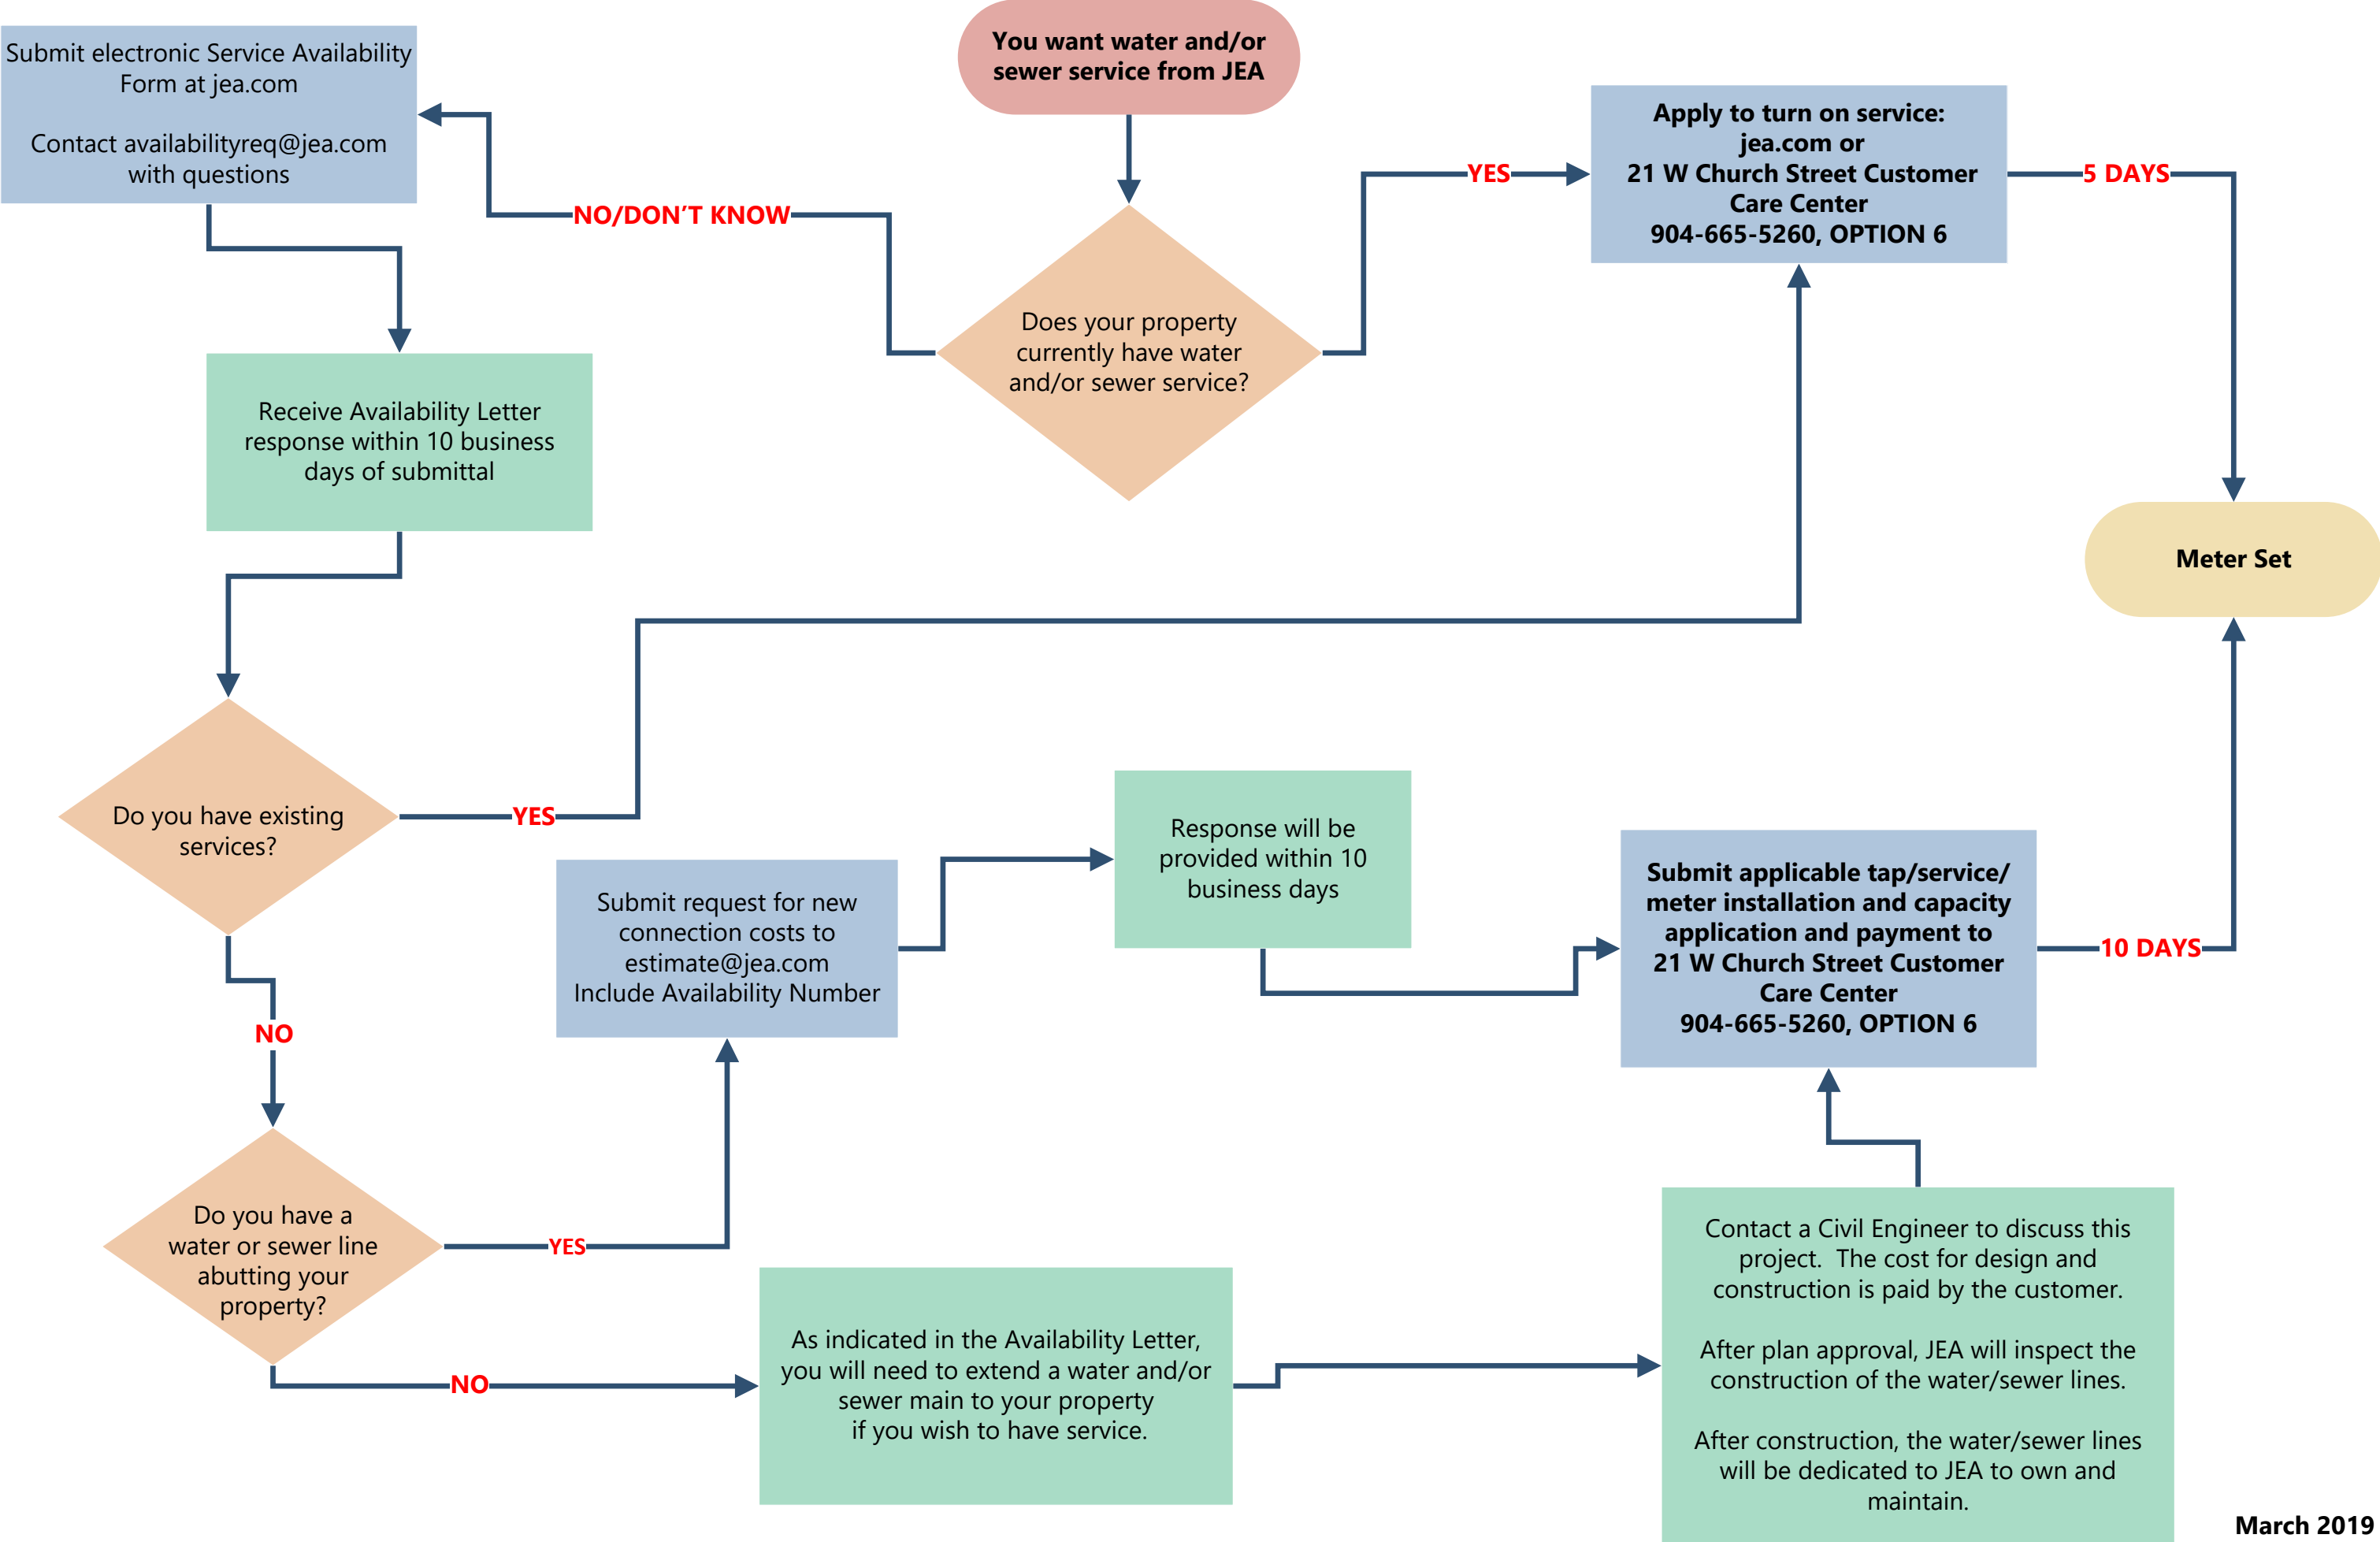 You want water and/or
sewer service from JEA
Submit electronic Service Availability
Form at jea.com
Contact availabilityreq@jea.com
with questions
NO/DON'T KNOW
Does your property
currently have water
and/or sewer service?
YES
Apply to turn on service:
jea.com or
21 W Church Street Customer
Care Center
904-665-5260, OPTION 6
5 DAYS
Meter Set
Receive Availability Letter
response within 10 business
days of submittal
Do you have existing
services?
YES
NO
Submit request for new
connection costs to
estimate@jea.com
Include Availability Number
Response will be
provided within 10
business days
Submit applicable tap/service/
meter installation and capacity
application and payment to
21 W Church Street Customer
Care Center
904-665-5260, OPTION 6
10 DAYS
Do you have a
water or sewer line
abutting your
property?
YES
NO
As indicated in the Availability Letter,
you will need to extend a water and/or
sewer main to your property
if you wish to have service.
Contact a Civil Engineer to discuss this
project.  The cost for design and
construction is paid by the customer.
After plan approval, JEA will inspect the
construction of the water/sewer lines.
After construction, the water/sewer lines
will be dedicated to JEA to own and
maintain.
March 2019